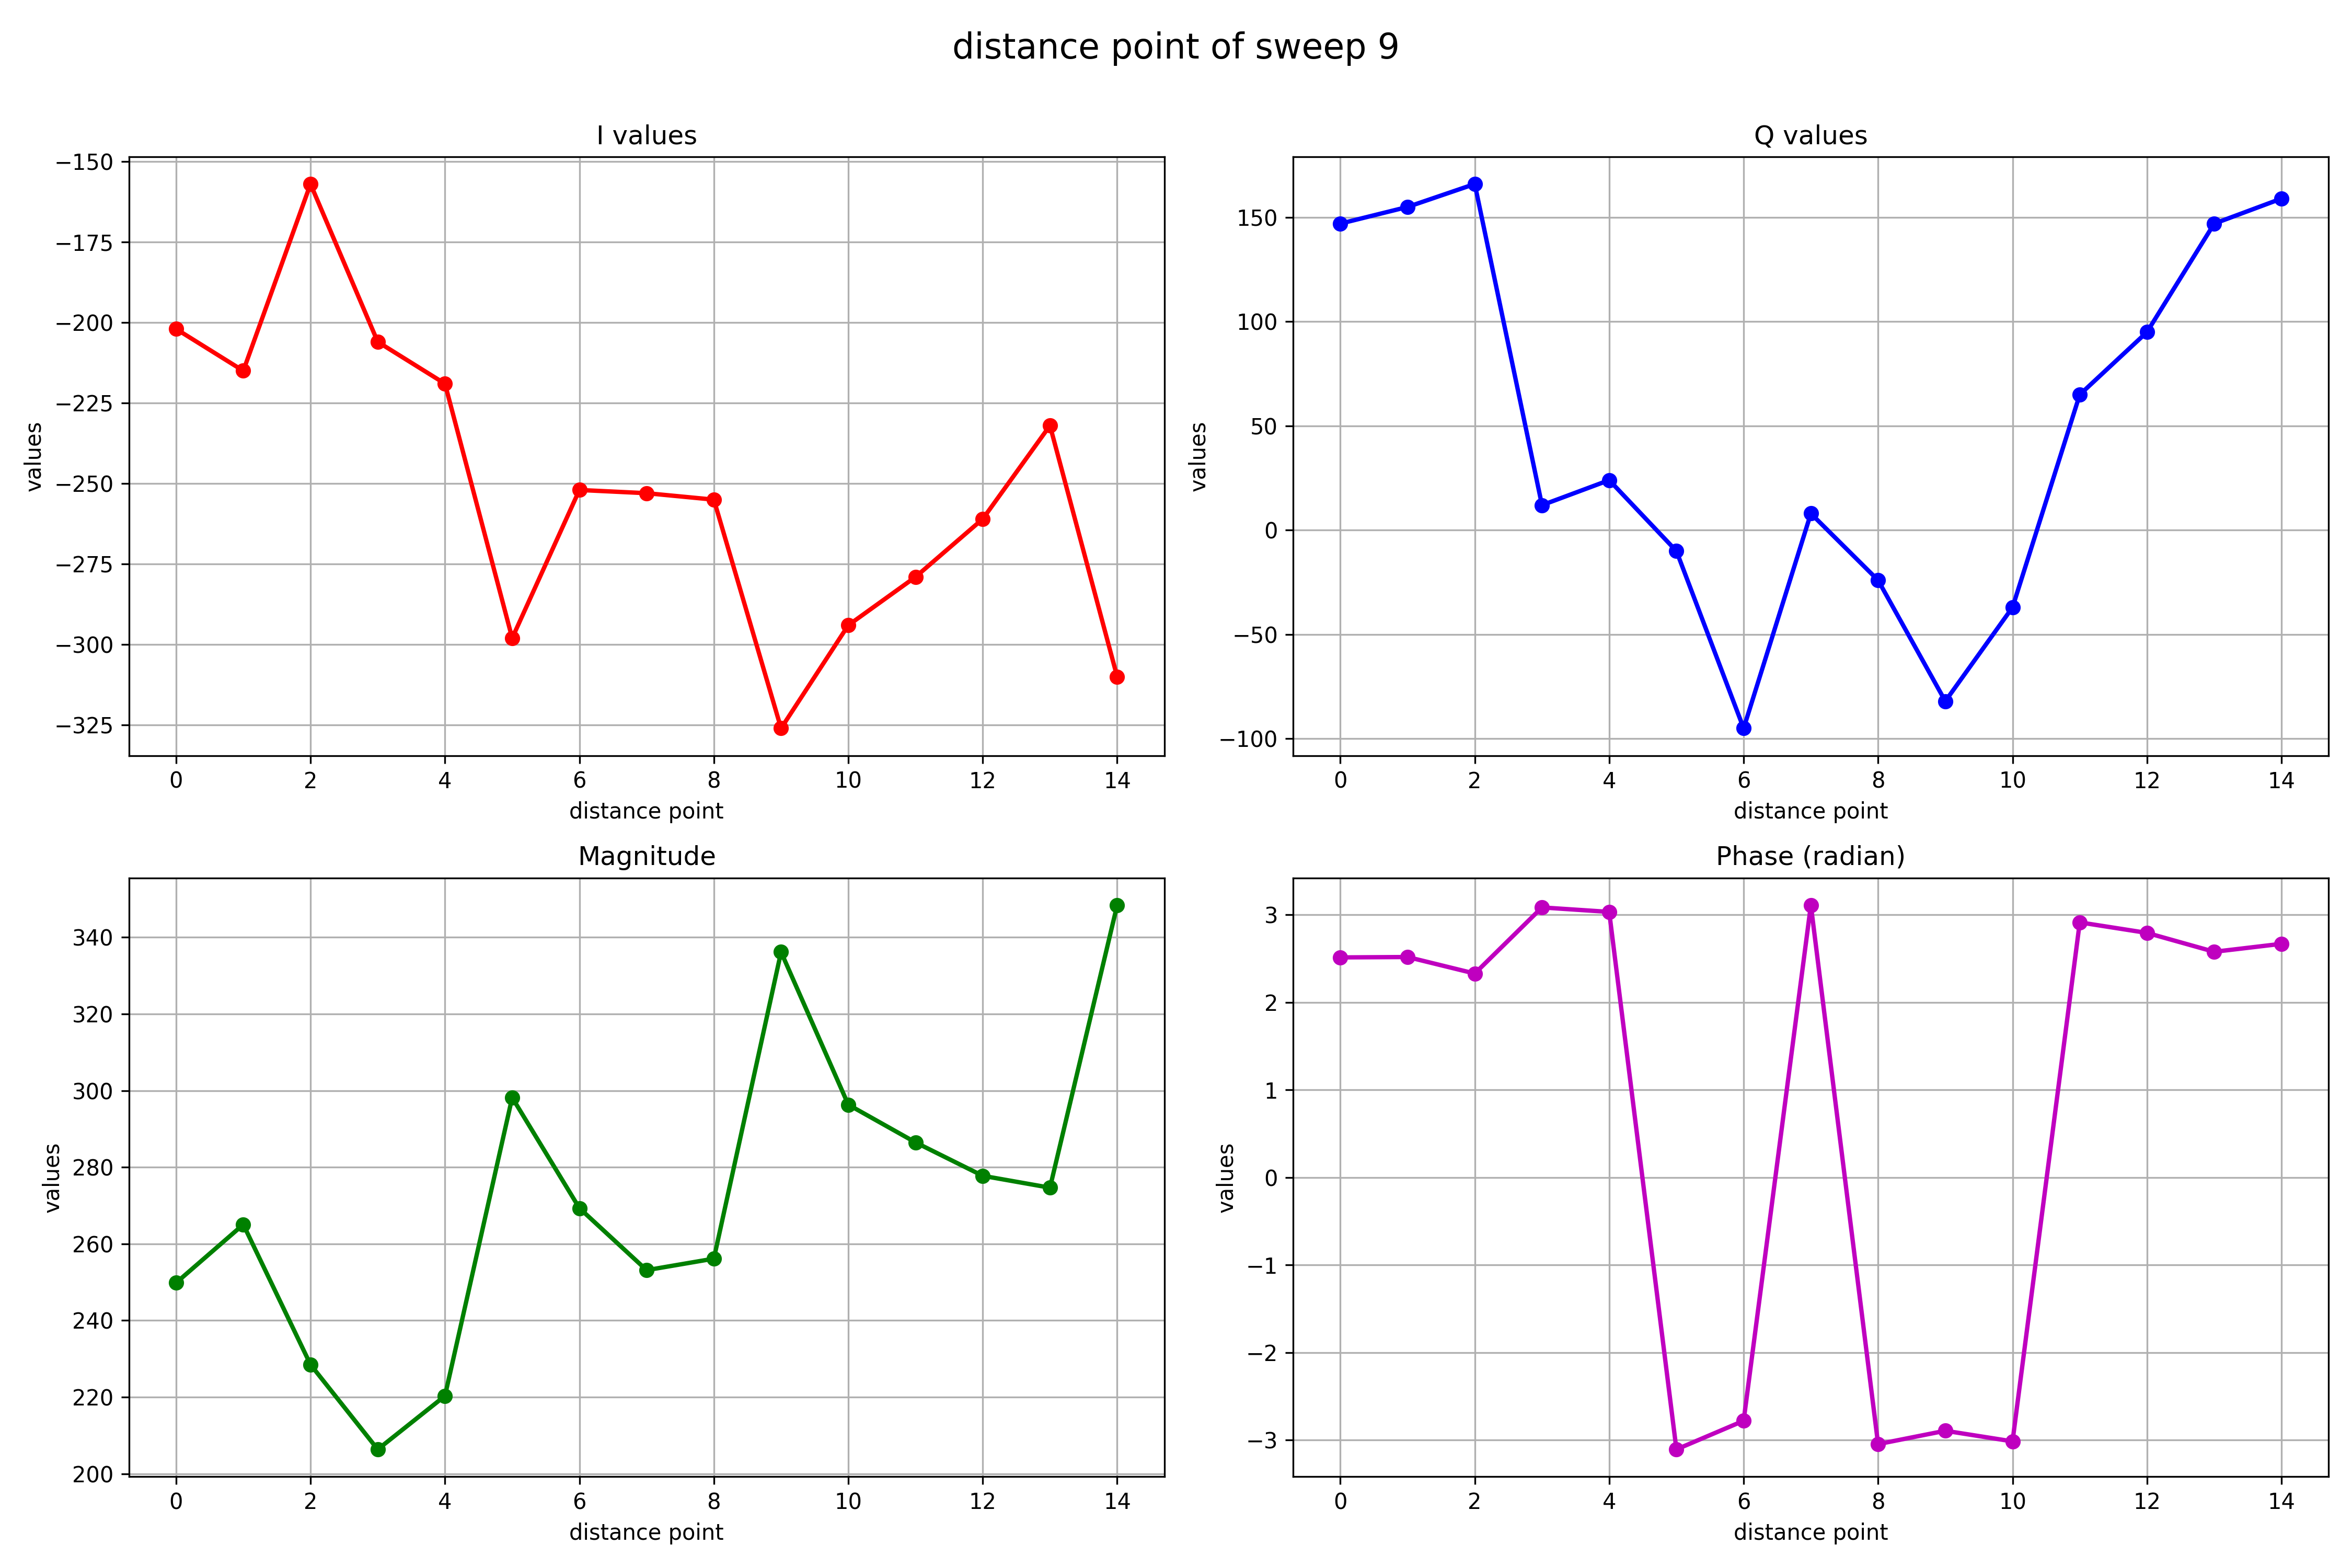 distance point of sweep 9
I values
−150
−175
−200
−225
−250
−275
−300
−325
values
0 2 4 6 8 10 12 14
distance point
Q values
150
100
50
0
−50
−100
values
0 2 4 6 8 10 12 14
distance point
Magnitude
340
320
300
280
260
240
220
200
values
0 2 4 6 8 10 12 14
distance point
Phase (radian)
3
2
1
0
−1
−2
−3
values
0 2 4 6 8 10 12 14
distance point